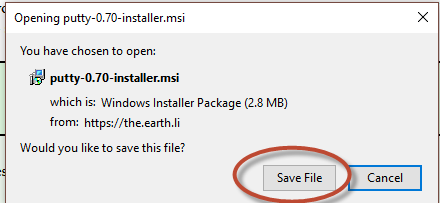 Opening putty-0.70-installer.msi
You have chosen to open:
putty-0.70-installer.msi
which is: Windows Installer Package (2.8 MB)
from: https://the.earth.li
Would you like to save this file?
Save File Cancel